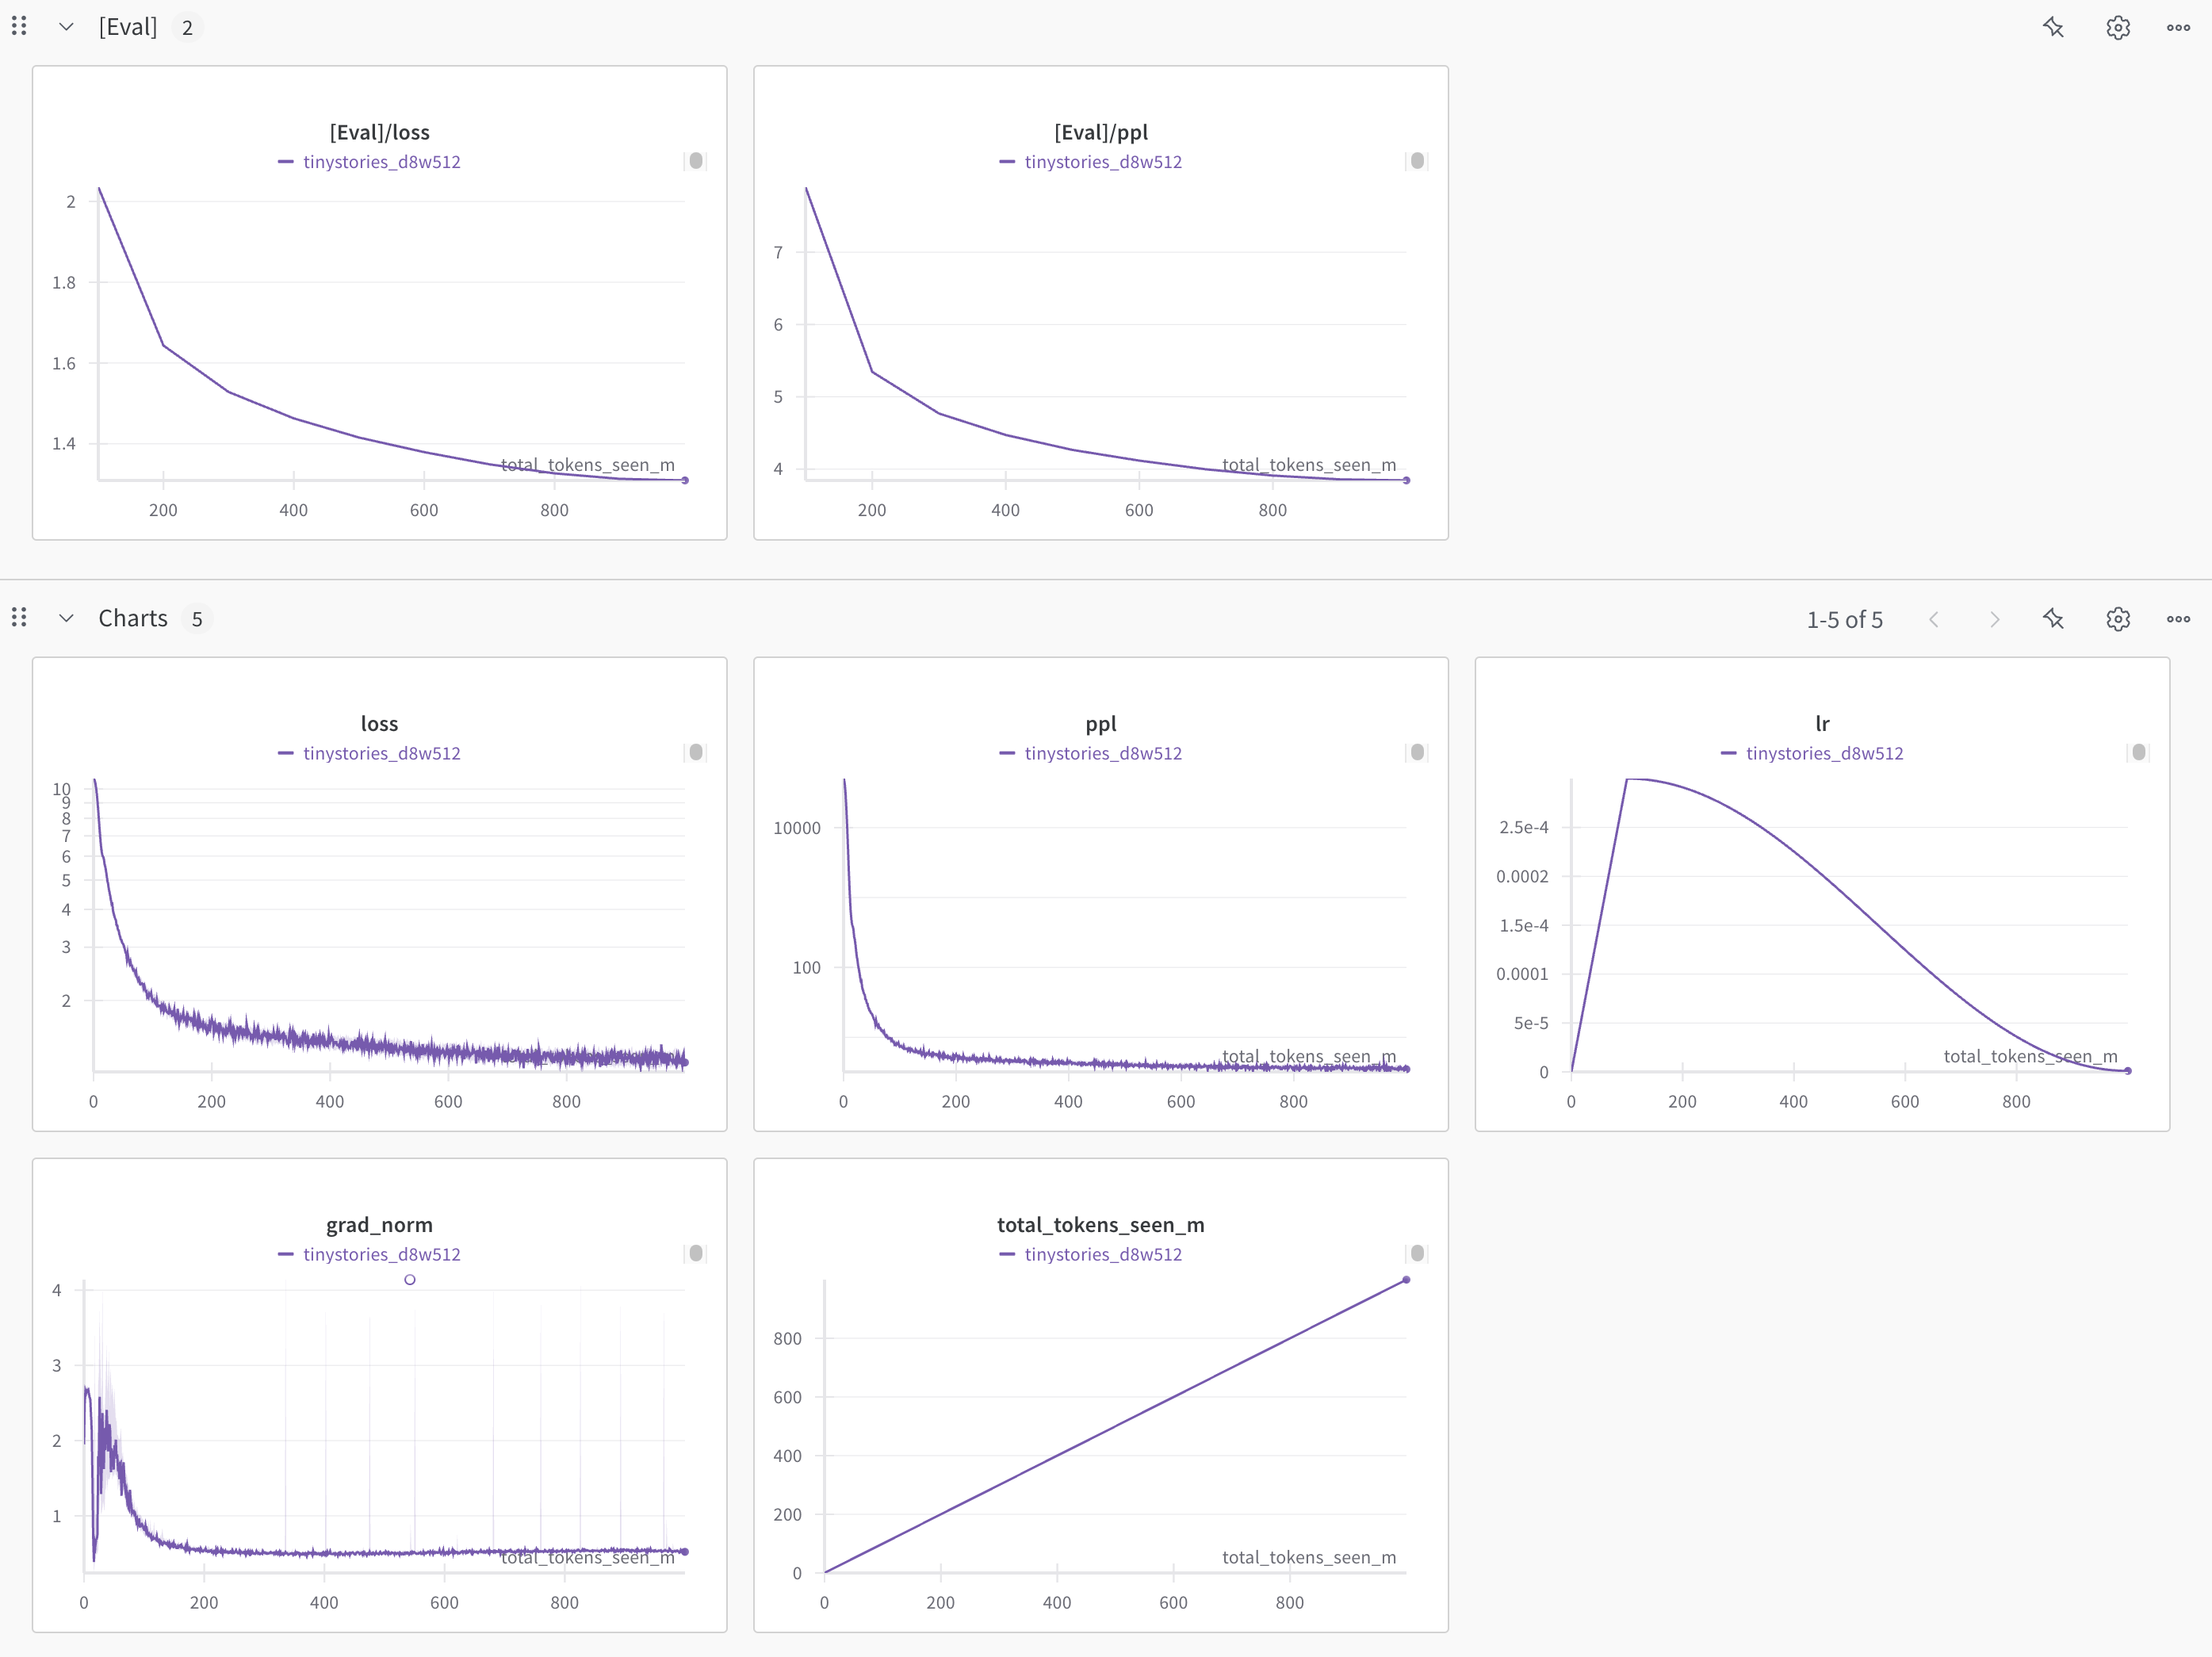 [Eval] 2
[Eval]/loss
tinystories_d8w512
2
1.8
1.6
1.4
total_tokens_seen_m
200 400 600 800
[Eval]/ppl
tinystories_d8w512
7
6
5
4
total_tokens_seen_m
200 400 600 800
Charts 5
1-5 of 5
loss
tinystories_d8w512
10
9
8
7
6
5
4
3
2
0 200 400 600 800
ppl
tinystories_d8w512
10000
100
total_tokens_seen_m
0 200 400 600 800
lr
tinystories_d8w512
2.5e-4
0.0002
1.5e-4
0.0001
5e-5
0
total_tokens_seen_m
0 200 400 600 800
grad_norm
tinystories_d8w512
4
3
2
1
total_tokens_seen_m
0 200 400 600 800
total_tokens_seen_m
tinystories_d8w512
800
600
400
200
0
total_tokens_seen_m
0 200 400 600 800